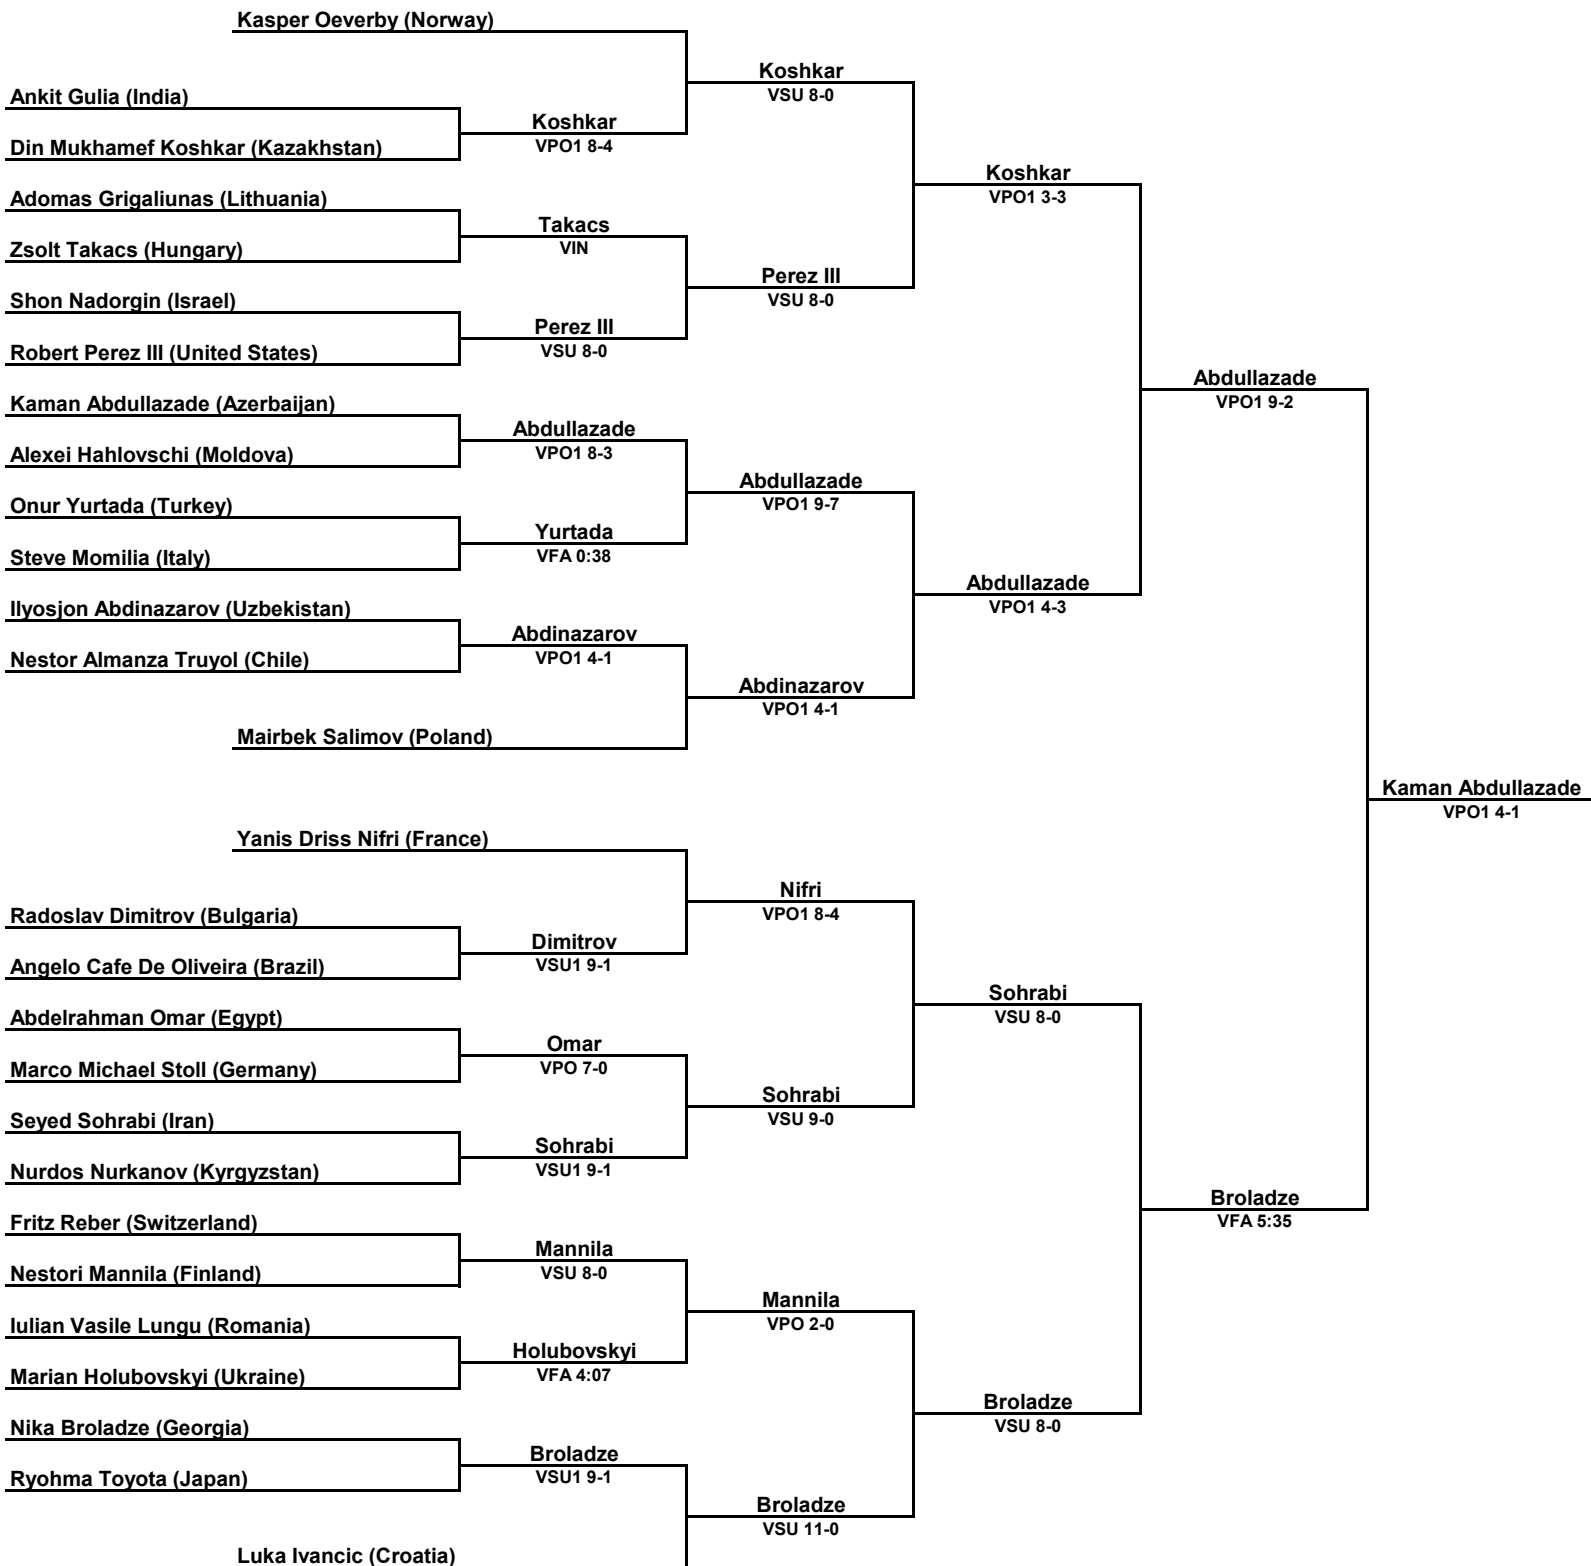 Kasper Oeverby (Norway)
Koshkar
VSU 8-0
Ankit Gulia (India)
Koshkar
VPO1 8-4
Din Mukhamef Koshkar (Kazakhstan)
Koshkar
VPO1 3-3
Adomas Grigaliunas (Lithuania)
Takacs
VIN
Zsolt Takacs (Hungary)
Perez III
VSU 8-0
Shon Nadorgin (Israel)
Perez III
VSU 8-0
Robert Perez III (United States)
Abdullazade
VPO1 9-2
Kaman Abdullazade (Azerbaijan)
Abdullazade
VPO1 8-3
Alexei Hahlovschi (Moldova)
Abdullazade
VPO1 9-7
Onur Yurtada (Turkey)
Yurtada
VFA 0:38
Steve Momilia (Italy)
Abdullazade
VPO1 4-3
Ilyosjon Abdinazarov (Uzbekistan)
Abdinazarov
VPO1 4-1
Nestor Almanza Truyol (Chile)
Abdinazarov
VPO1 4-1
Mairbek Salimov (Poland)
Kaman Abdullazade
VPO1 4-1
Yanis Driss Nifri (France)
Nifri
VPO1 8-4
Radoslav Dimitrov (Bulgaria)
Dimitrov
VSU1 9-1
Angelo Cafe De Oliveira (Brazil)
Sohrabi
VSU 8-0
Abdelrahman Omar (Egypt)
Omar
VPO 7-0
Marco Michael Stoll (Germany)
Sohrabi
VSU 9-0
Seyed Sohrabi (Iran)
Sohrabi
VSU1 9-1
Nurdos Nurkanov (Kyrgyzstan)
Broladze
VFA 5:35
Fritz Reber (Switzerland)
Mannila
VSU 8-0
Nestori Mannila (Finland)
Mannila
VPO 2-0
Iulian Vasile Lungu (Romania)
Holubovskyi
VFA 4:07
Marian Holubovskyi (Ukraine)
Broladze
VSU 8-0
Nika Broladze (Georgia)
Broladze
VSU1 9-1
Ryohma Toyota (Japan)
Broladze
VSU 11-0
Luka Ivancic (Croatia)